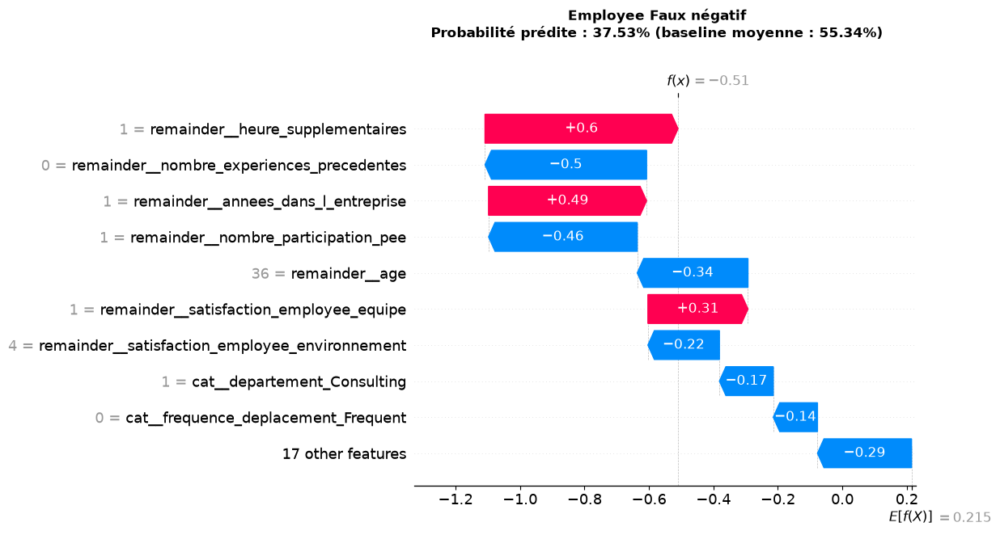 Employee Faux négatif
Probabilité prédite : 37.53% (baseline moyenne : 55.34%)
f(x) = −0.51
1 = remainder__heure_supplementaires
+0.6
0 = remainder__nombre_experiences_precedentes
−0.5
1 = remainder__annees_dans_l_entreprise
+0.49
1 = remainder__nombre_participation_pee
−0.46
36 = remainder__age
−0.34
1 = remainder__satisfaction_employee_equipe
+0.31
4 = remainder__satisfaction_employee_environnement
−0.22
1 = cat__departement_Consulting
−0.17
0 = cat__frequence_deplacement_Frequent
−0.14
17 other features
−0.29
−1.2 −1.0 −0.8 −0.6 −0.4 −0.2 0.0 0.2
E[f(X)] = 0.215